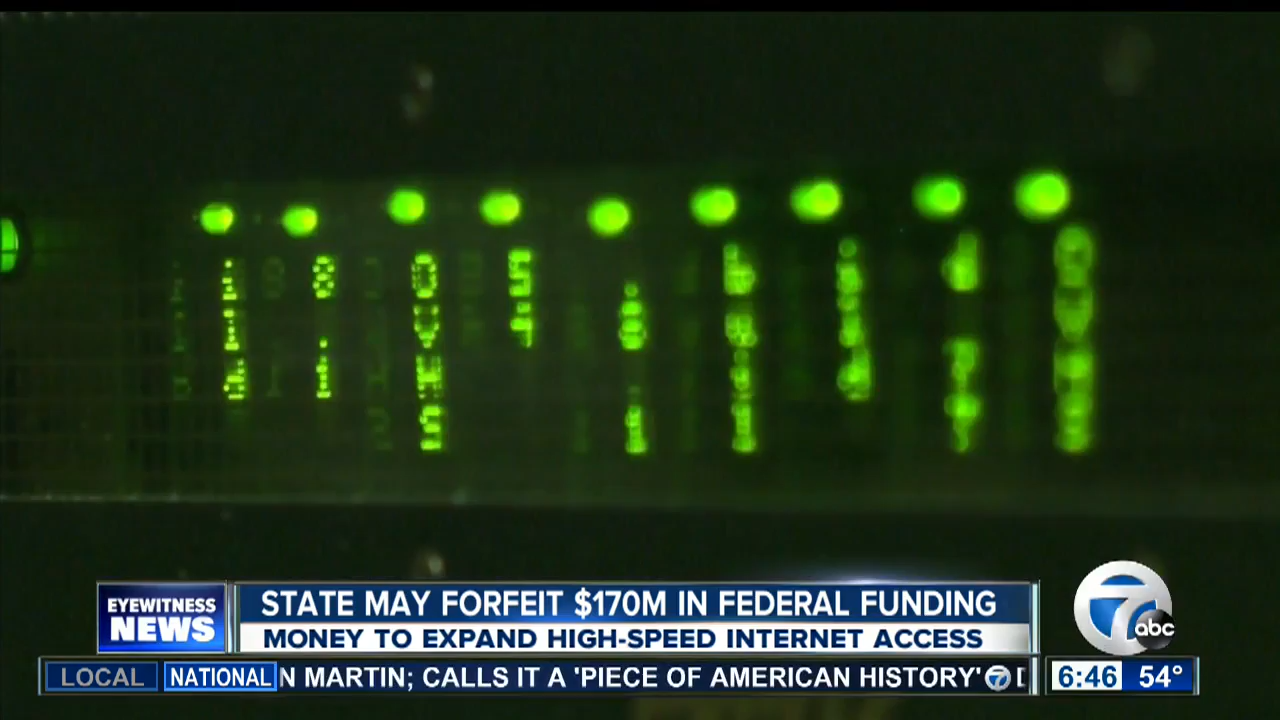 EYEWITNESS
NEWS
STATE MAY FORFEIT $170M IN FEDERAL FUNDING
MONEY TO EXPAND HIGH-SPEED INTERNET ACCESS
7
abc
LOCAL
NATIONAL
N MARTIN; CALLS IT A 'PIECE OF AMERICAN HISTORY' 7
6:46 54°